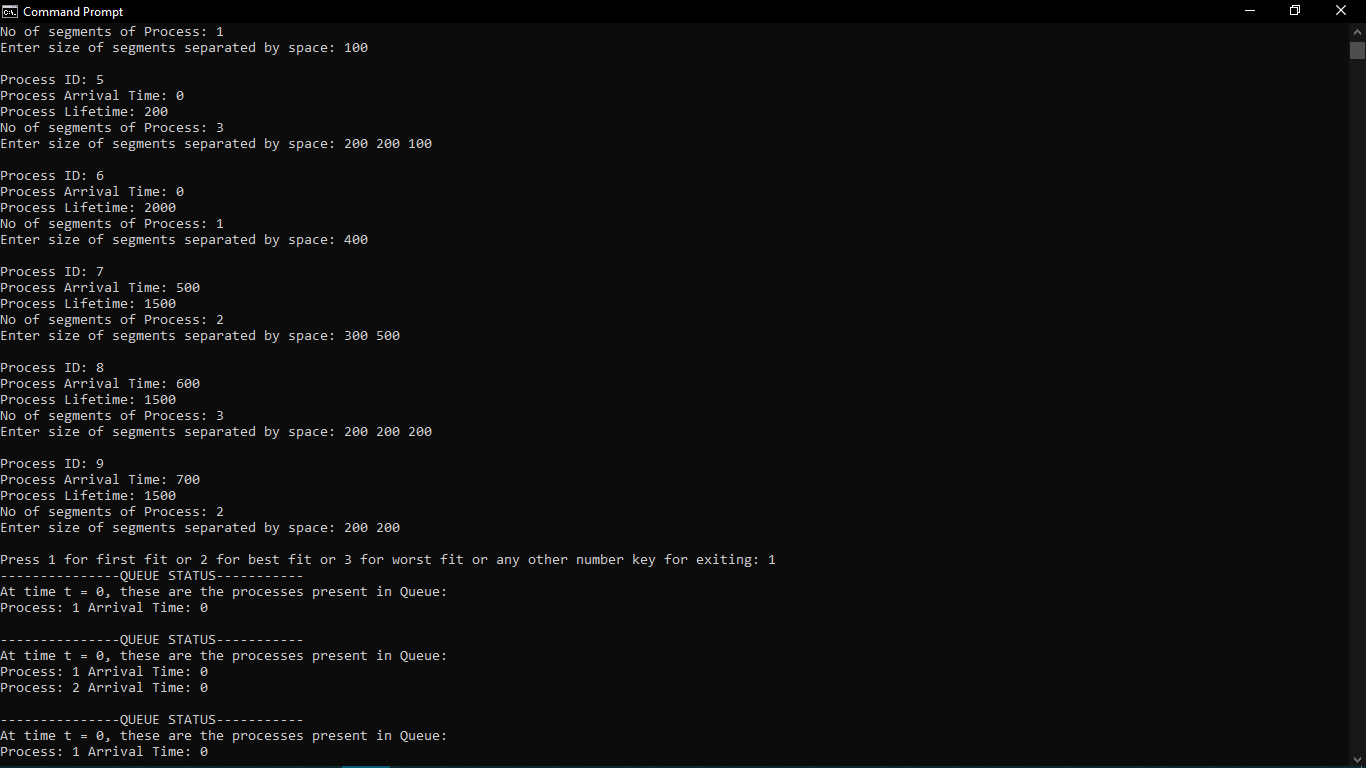 Command Prompt
No of segments of Process: 1
Enter size of segments separated by space: 100
Process ID: 5
Process Arrival Time: 0
Process Lifetime: 200
No of segments of Process: 3
Enter size of segments separated by space: 200 200 100
Process ID: 6
Process Arrival Time: 0
Process Lifetime: 2000
No of segments of Process: 1
Enter size of segments separated by space: 400
Process ID: 7
Process Arrival Time: 500
Process Lifetime: 1500
No of segments of Process: 2
Enter size of segments separated by space: 300 500
Process ID: 8
Process Arrival Time: 600
Process Lifetime: 1500
No of segments of Process: 3
Enter size of segments separated by space: 200 200 200
Process ID: 9
Process Arrival Time: 700
Process Lifetime: 1500
No of segments of Process: 2
Enter size of segments separated by space: 200 200
Press 1 for first fit or 2 for best fit or 3 for worst fit or any other number key for exiting: 1
---------------QUEUE STATUS-----------
At time t = 0, these are the processes present in Queue:
Process: 1 Arrival Time: 0
---------------QUEUE STATUS-----------
At time t = 0, these are the processes present in Queue:
Process: 1 Arrival Time: 0
Process: 2 Arrival Time: 0
---------------QUEUE STATUS-----------
At time t = 0, these are the processes present in Queue:
Process: 1 Arrival Time: 0